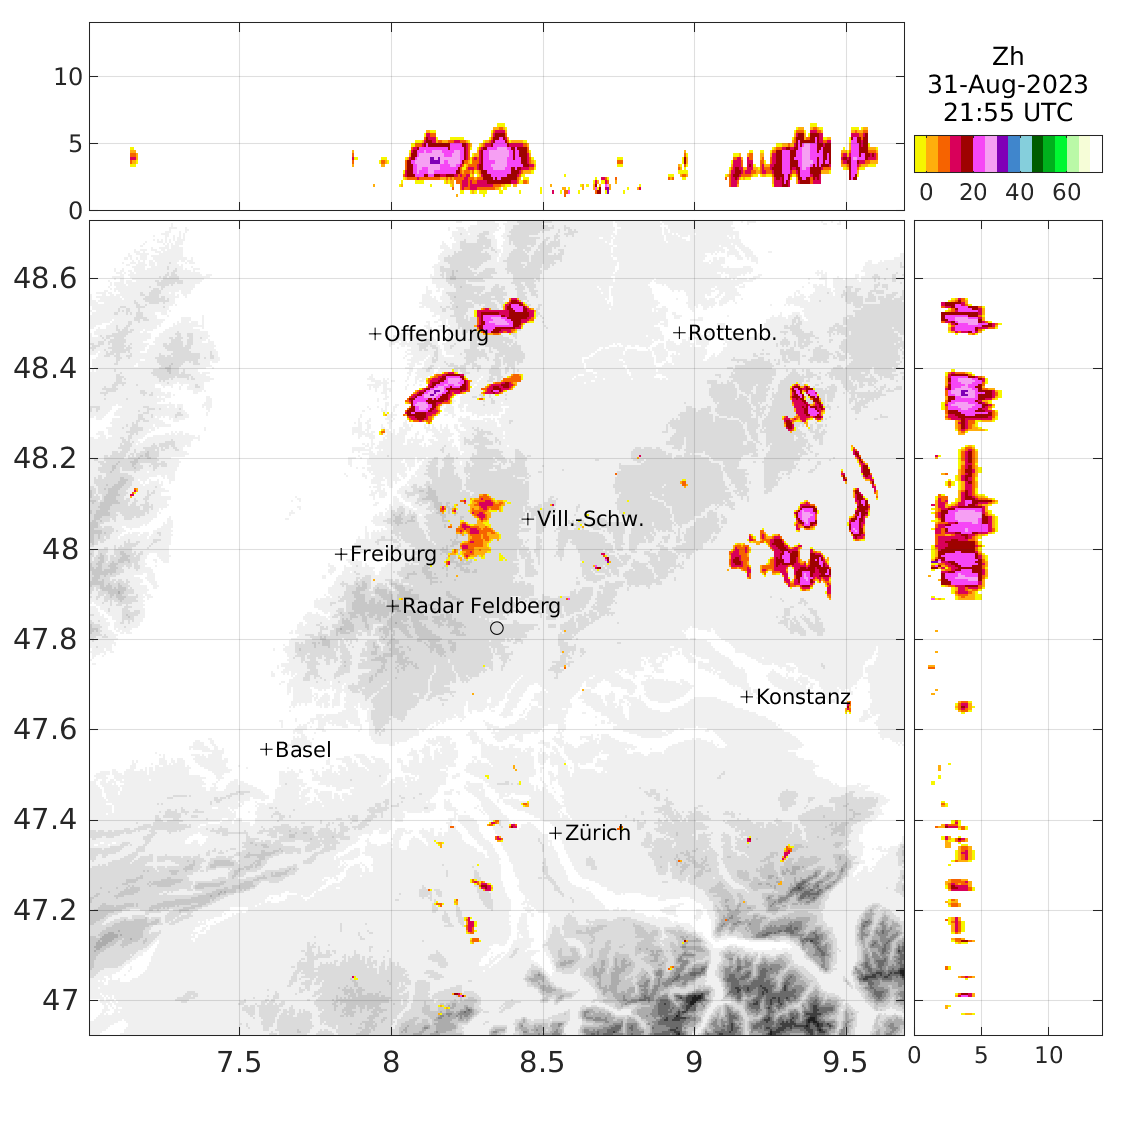 Zh
31-Aug-2023
21:55 UTC
0 20 40 60
10
5
0
48.6
48.4
48.2
48
47.8
47.6
47.4
47.2
47
+Offenburg
+Rottenb.
+Vill.-Schw.
+Freiburg
+Radar Feldberg
+Konstanz
+Basel
+Zürich
7.5 8 8.5 9 9.5
0 5 10